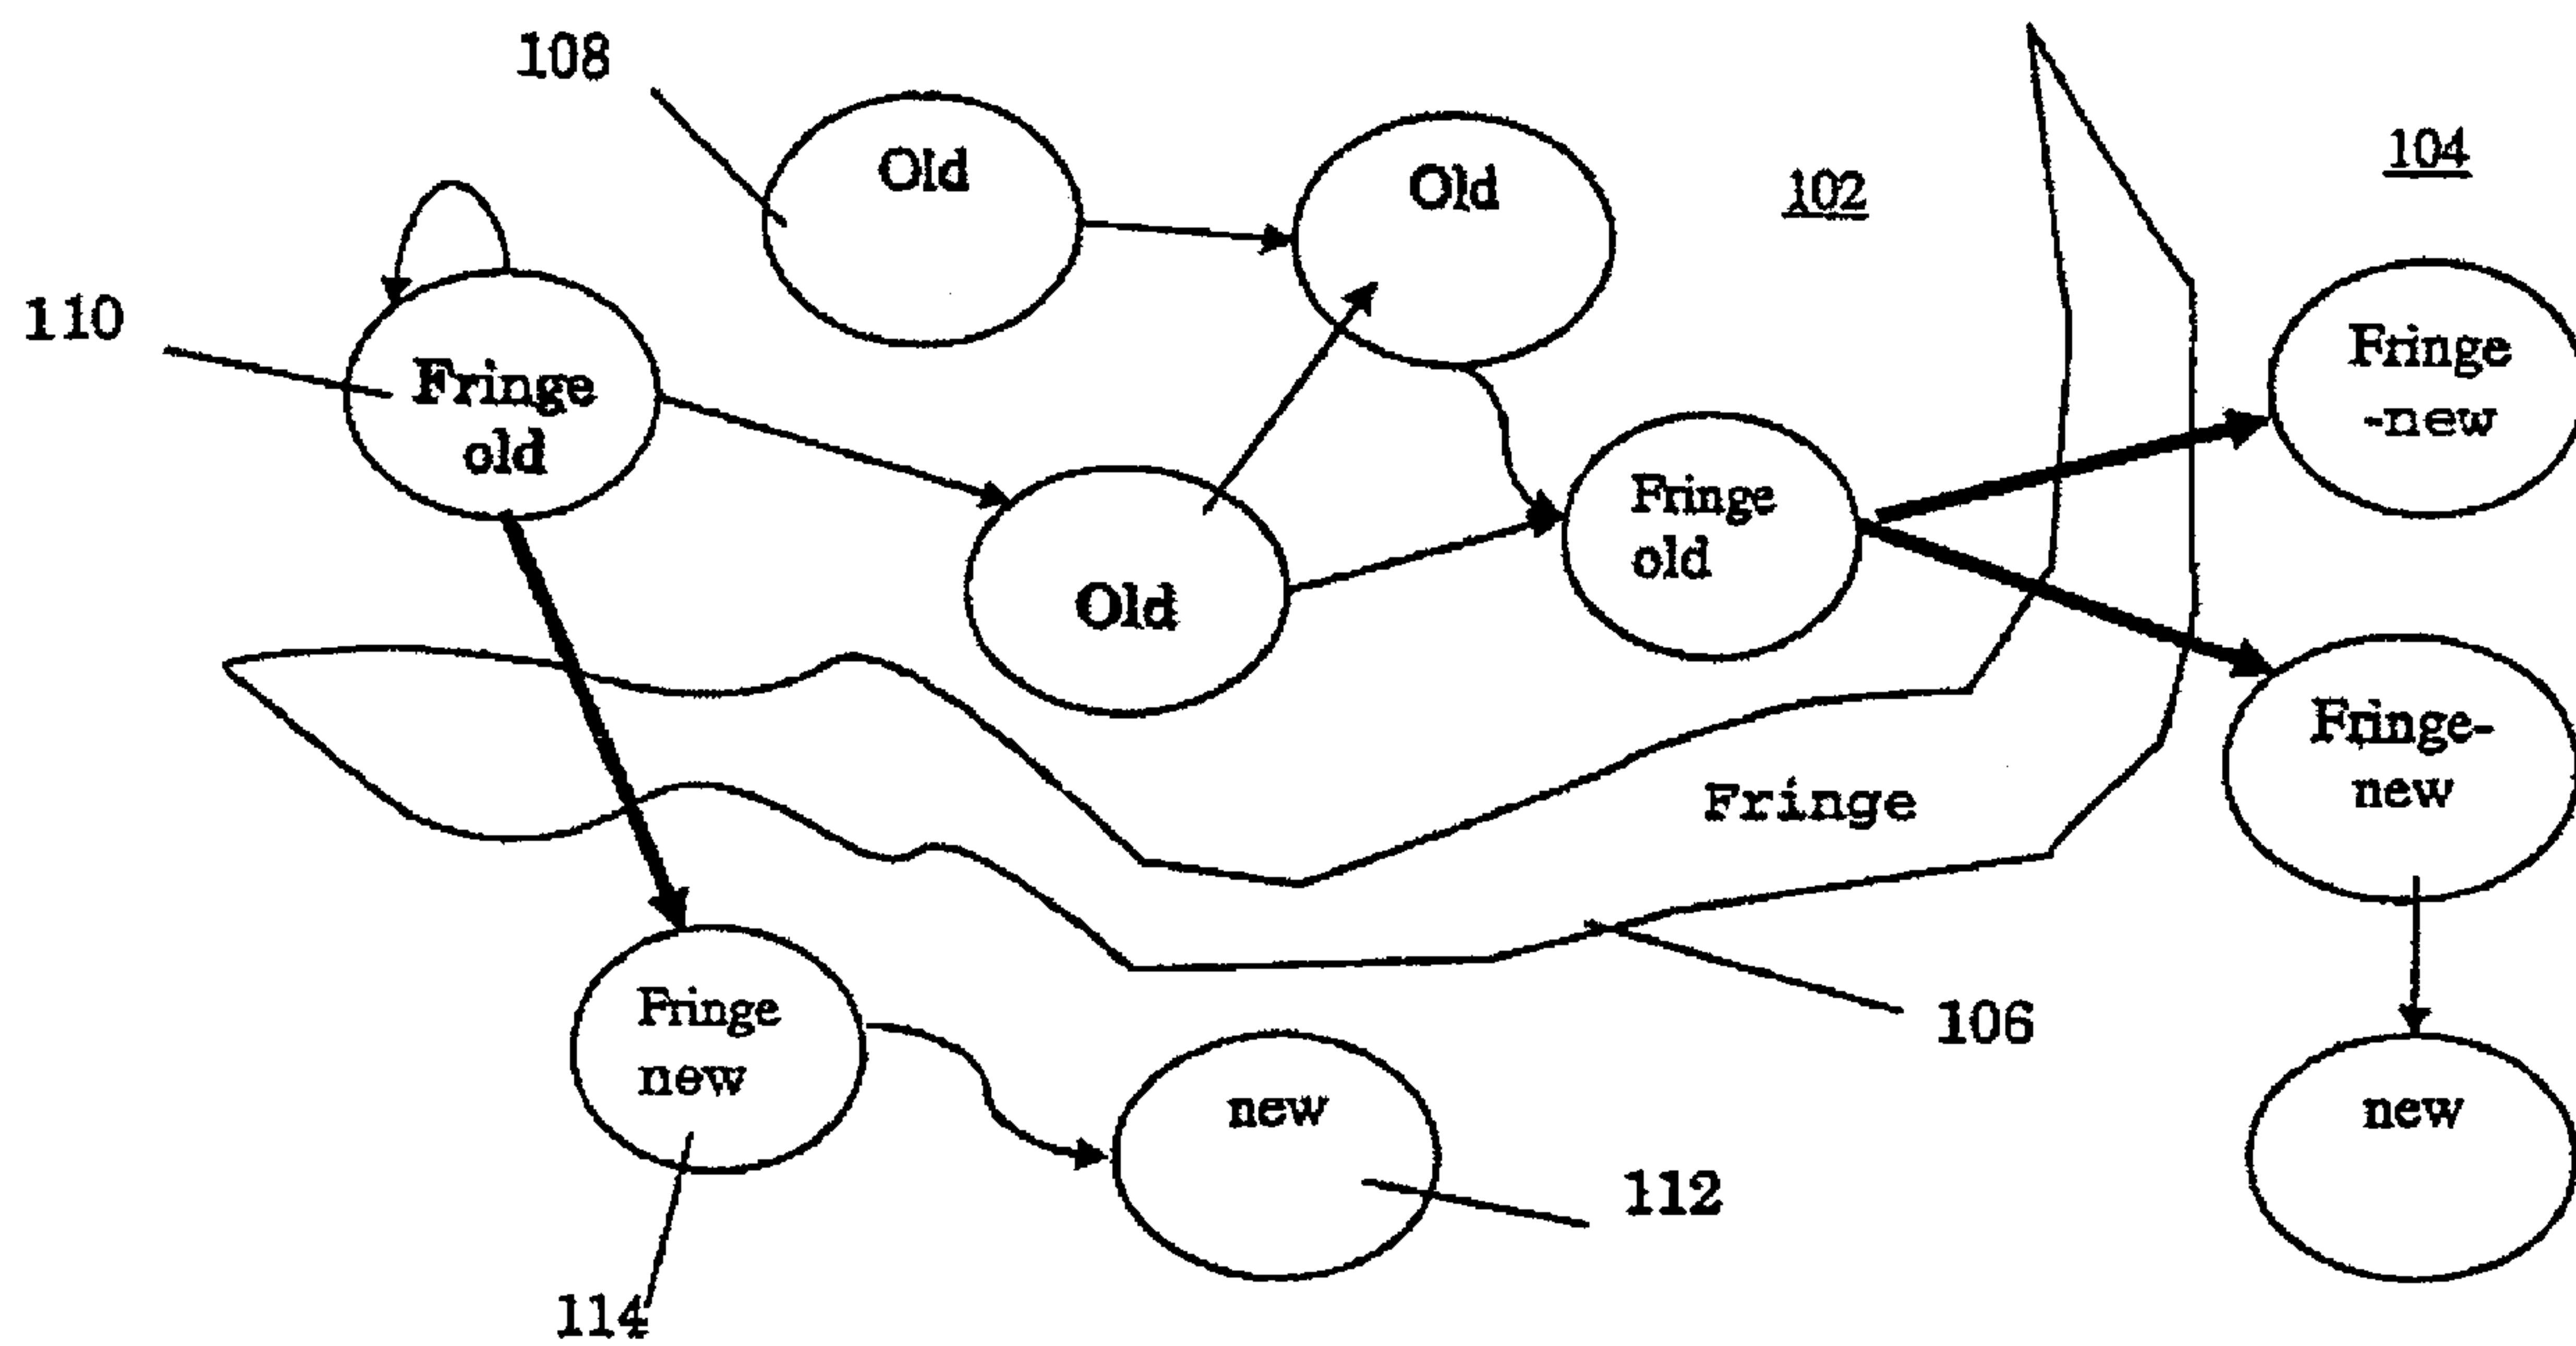 108
Old
Old
102
104
110
Fringe
old
Fringe
-new
Fringe
old
Old
Fringe-
new
Fringe
Fringe
new
106
new
new
112
114